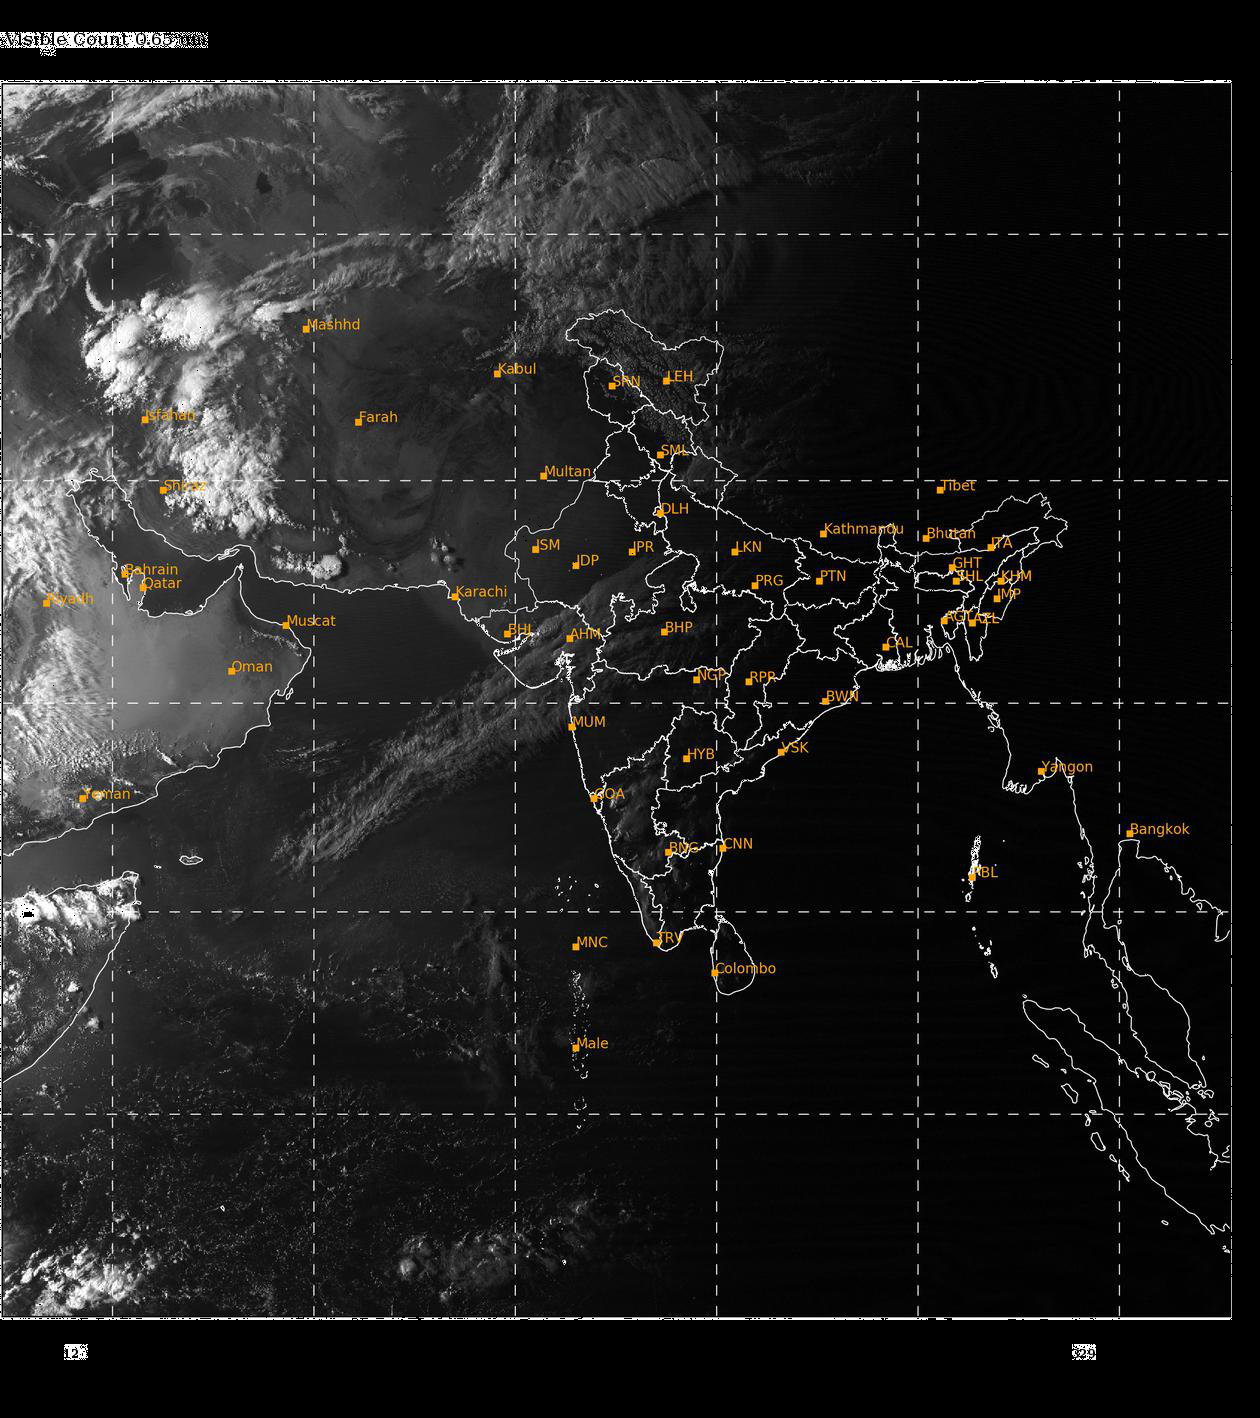 Visible Count 0.65
Mashhd
Kabul
SRN
LEH
Isfahan
Farah
SML
Multan
Shiraz
Tibet
DLH
Kathmandu
Bhutan
JSM
JPR
LKN
ITA
JDP
GHT
Bahrain
Qatar
PRG
PTN
SHL
KHM
Riyadh
Karachi
IMP
Muscat
BHJ
AHM
BHP
AGT
AZL
CAL
Oman
NGP
RPR
BWN
MUM
VSK
HYB
Yangon
Yeman
GOA
Bangkok
BNG
CNN
PBL
MNC
TRV
Colombo
Male